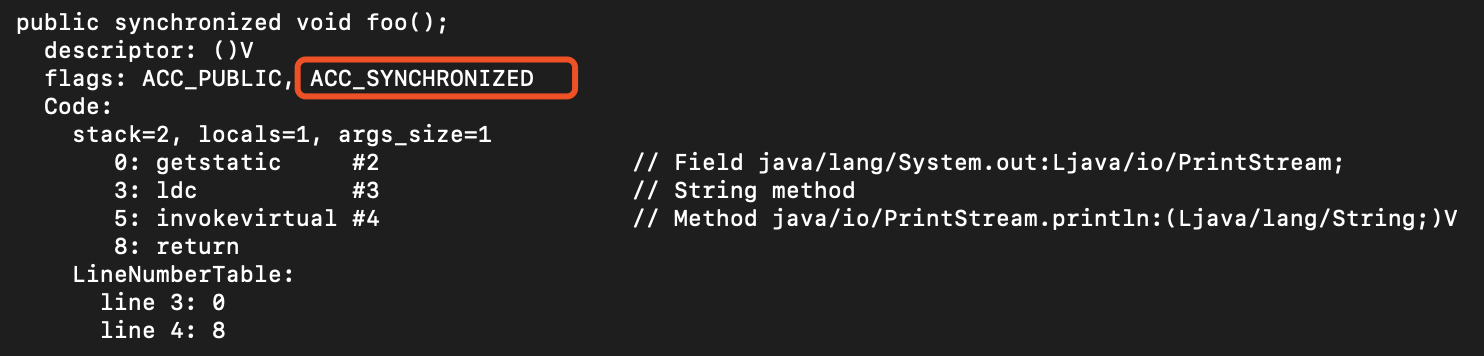 public synchronized void foo();
descriptor: ()V
flags: ACC_PUBLIC, ACC_SYNCHRONIZED
Code:
stack=2, locals=1, args_size=1
0: getstatic #2 // Field java/lang/System.out:Ljava/io/PrintStream;
3: ldc #3 // String method
5: invokevirtual #4 // Method java/io/PrintStream.println:(Ljava/lang/String;)V
8: return
LineNumberTable:
line 3: 0
line 4: 8